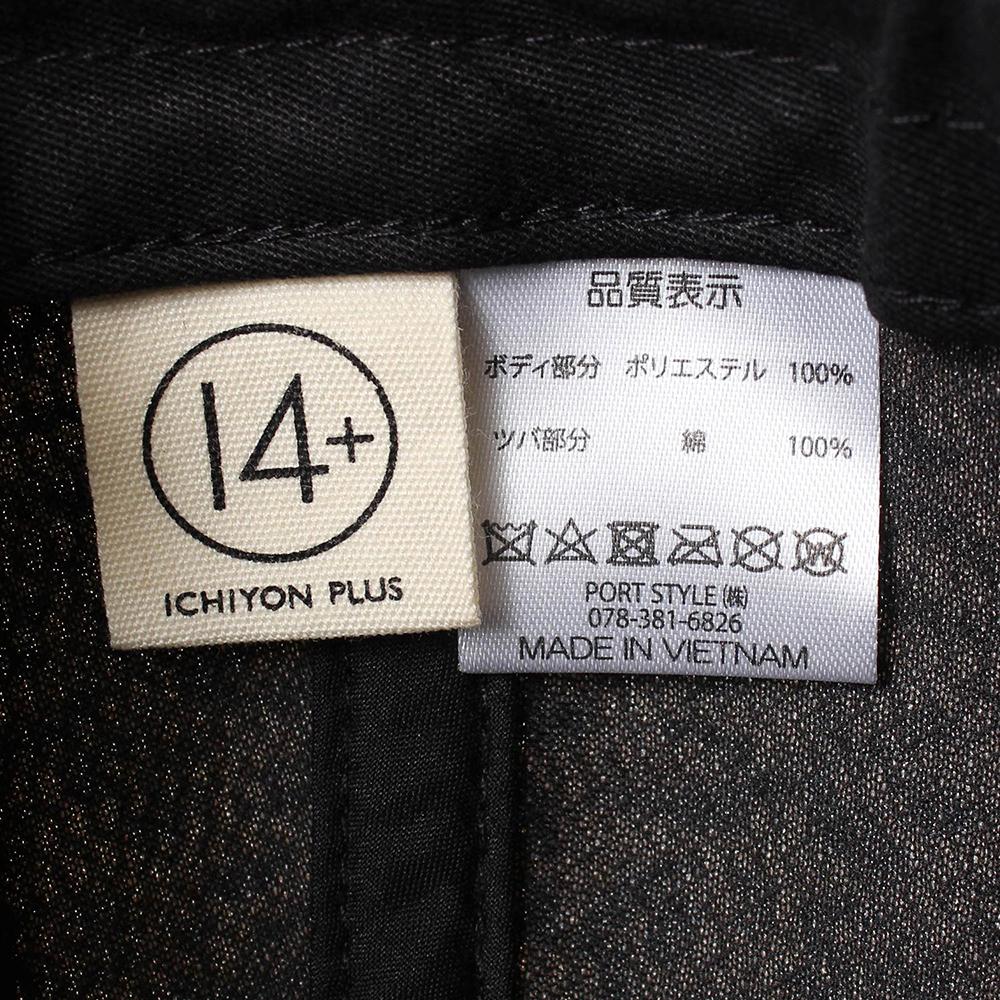 14+
ICHIYON PLUS
品質表示
ボディ部分 ポリエステル 100%
ツバ部分 綿 100%
PORT STYLE ㈱
078-381-6826
MADE IN VIETNAM